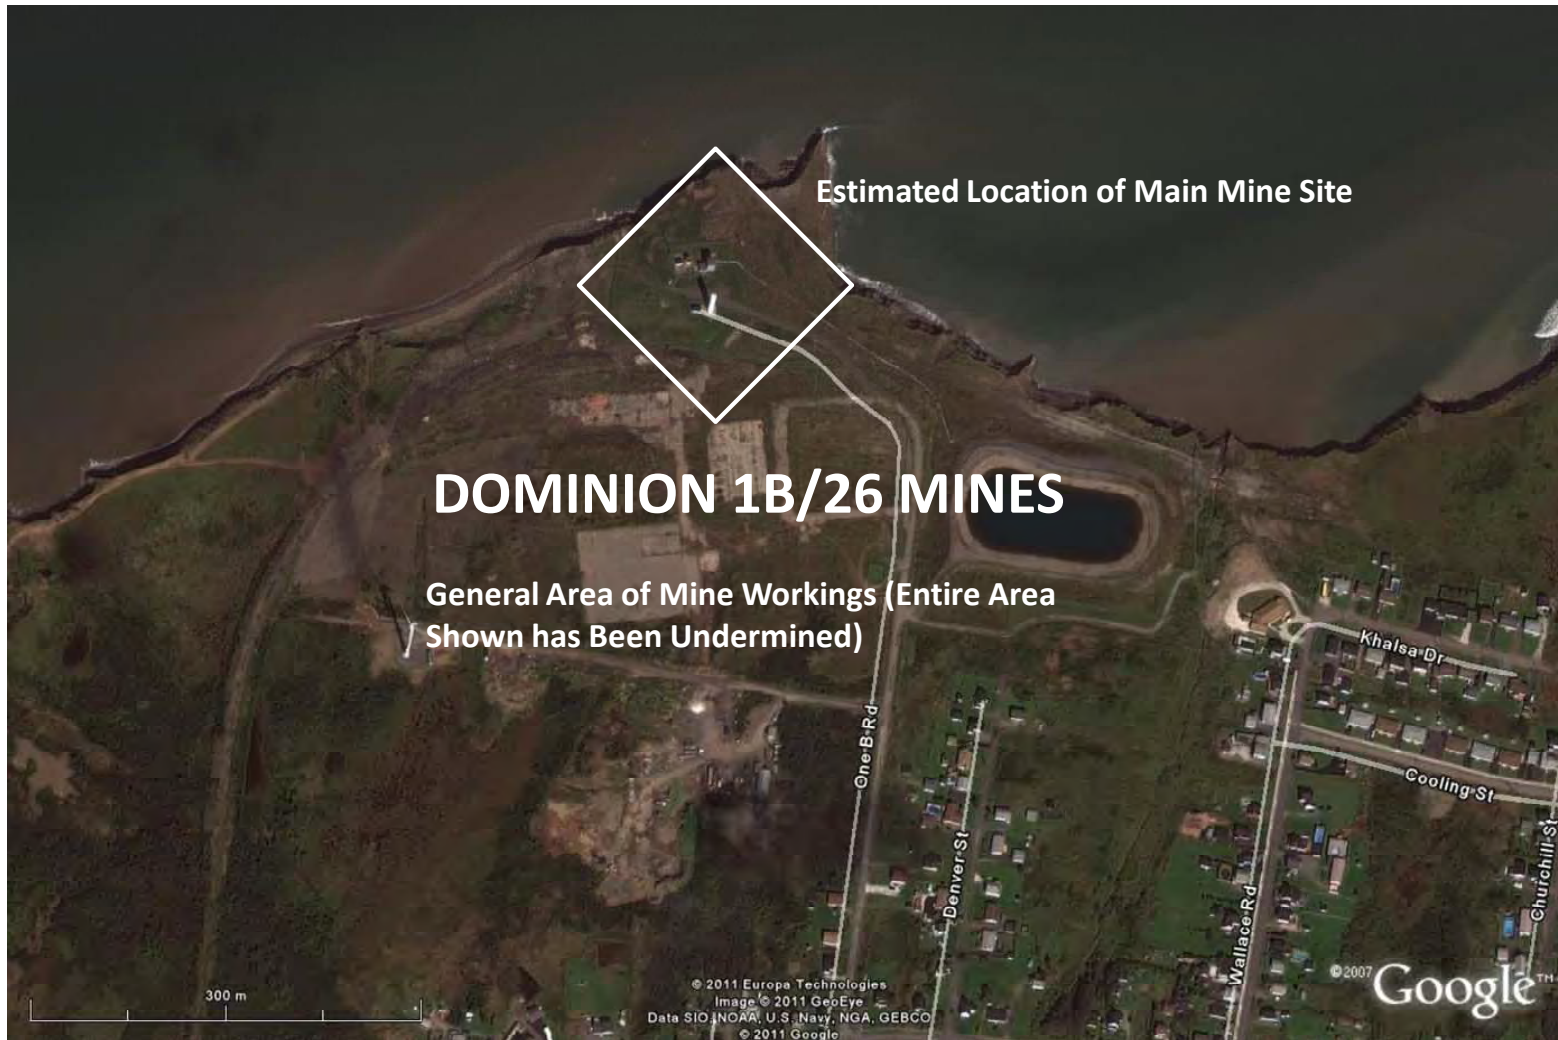 Estimated Location of Main Mine Site
DOMINION 1B/26 MINES
General Area of Mine Workings (Entire Area
Shown has Been Undermined)
Khalsa Dr
One B Rd
Cooling St
Denver St
Wallace Rd
Churchill St
300 m
© 2011 Europa Technologies
Image © 2011 GeoEye
Data SIO, NOAA, U.S. Navy, NGA, GEBCO
© 2011 Google
©2007 Google™